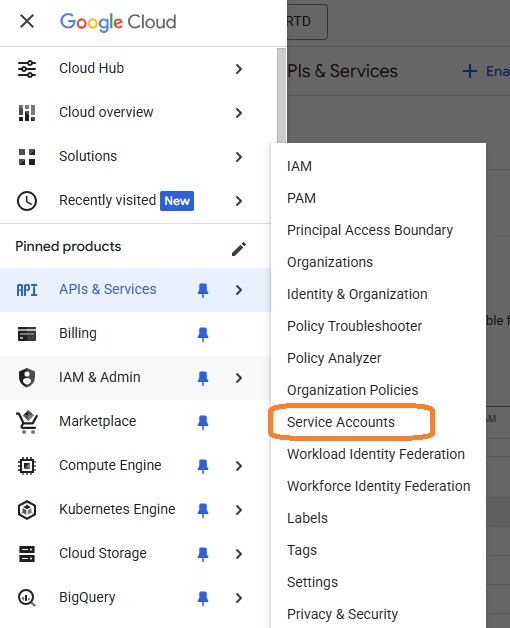 Google Cloud
RTD
Cloud Hub
PIs & Services
Ena
Cloud overview
Solutions
Recently visited New
Pinned products
APIs & Services
Billing
IAM & Admin
Marketplace
Compute Engine
Kubernetes Engine
Cloud Storage
BigQuery
IAM
PAM
Principal Access Boundary
Organizations
Identity & Organization
Policy Troubleshooter
ble f
Policy Analyzer
Organization Policies
Service Accounts
AM
Workload Identity Federation
Workforce Identity Federation
Labels
Tags
Settings
Privacy & Security